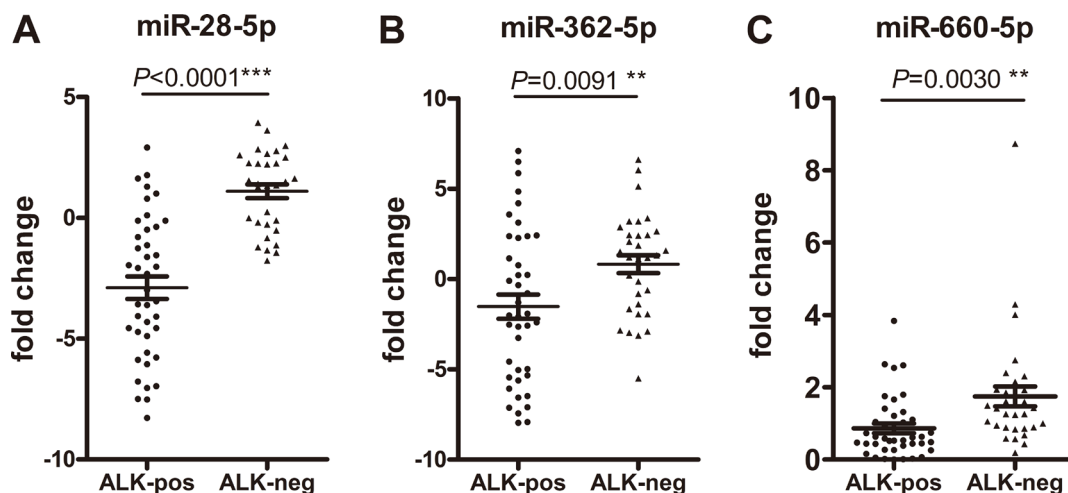 A
miR-28-5p
P<0.0001***
fold change
5
0
-5
-10
ALK-pos
ALK-neg
B
miR-362-5p
P=0.0091 **
fold change
10
5
0
-5
-10
ALK-pos
ALK-neg
C
miR-660-5p
P=0.0030 **
fold change
10
8
6
4
2
0
ALK-pos
ALK-neg